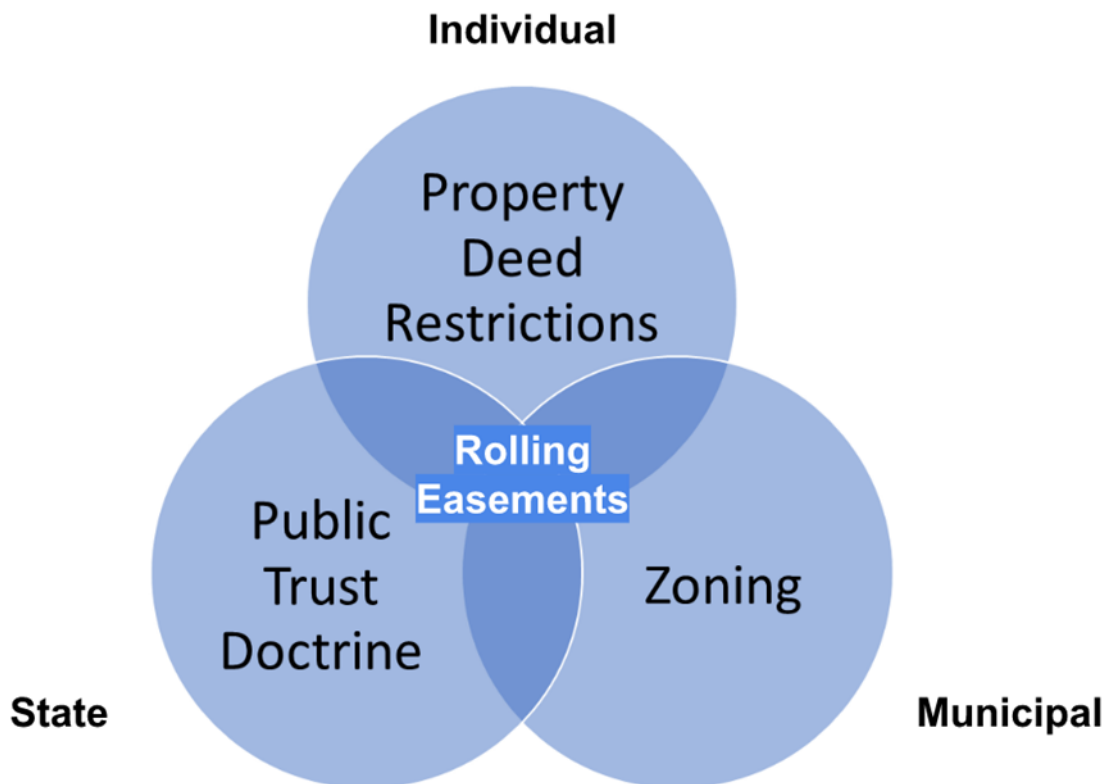 Individual
Property
Deed
Restrictions
Rolling
Easements
Public
Trust
Doctrine
Zoning
State
Municipal